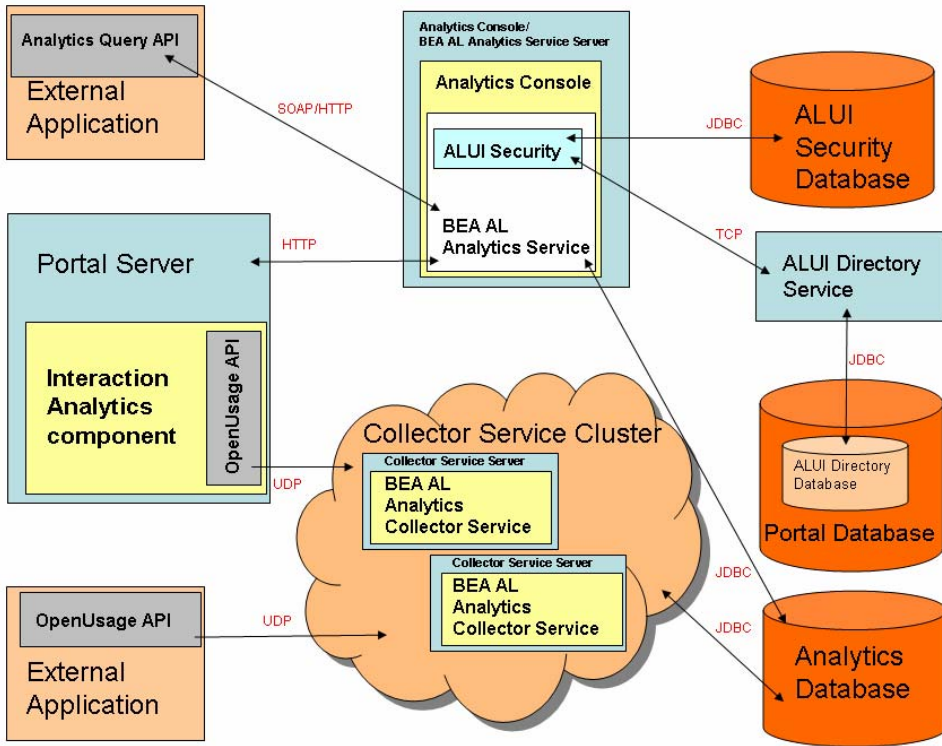 Analytics Query API
External
Application
SOAP/HTTP
Analytics Console/
BEA AL Analytics Service Server
Analytics Console
ALUI Security
BEA AL
Analytics Service
JDBC
ALUI
Security
Database
TCP
ALUI Directory
Service
JDBC
ALUI Directory
Database
Portal Database
HTTP
Portal Server
Interaction
Analytics
component
OpenUsage API
UDP
Collector Service Cluster
Collector Service Server
BEA AL
Analytics
Collector Service
Collector Service Server
BEA AL
Analytics
Collector Service
JDBC
JDBC
Analytics
Database
OpenUsage API
External
Application
UDP